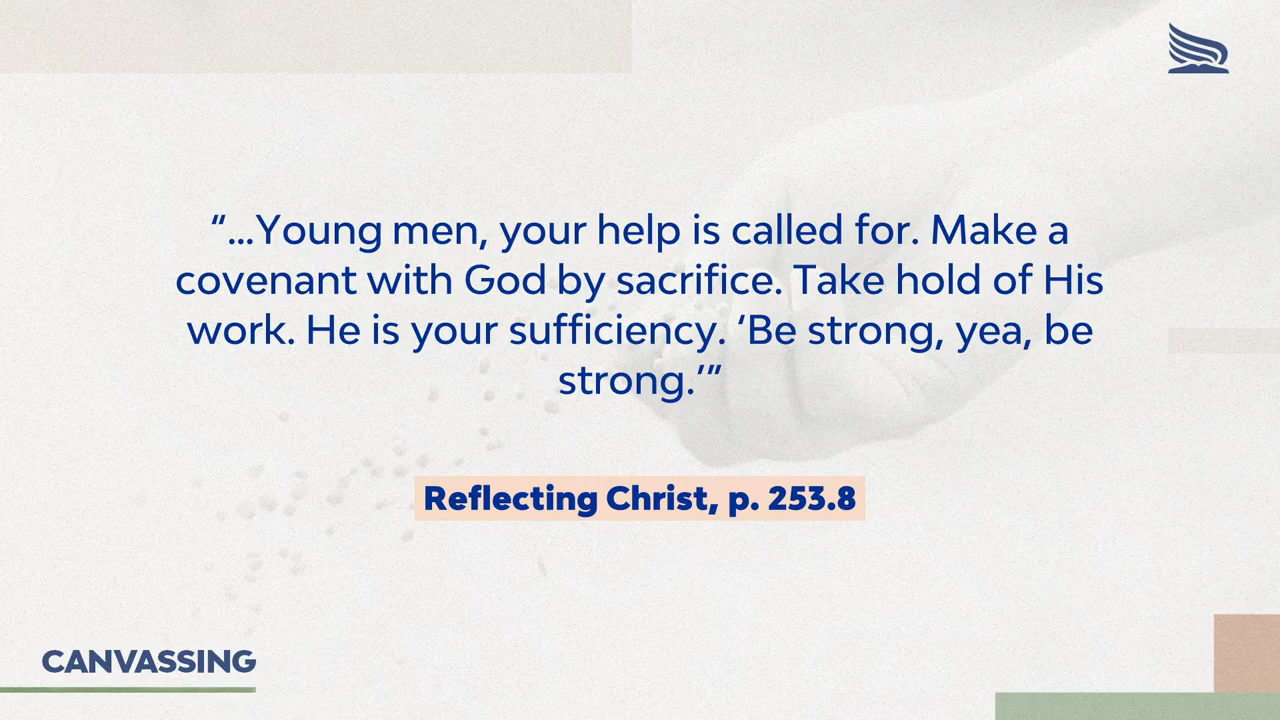 “...Young men, your help is called for. Make a
covenant with God by sacrifice. Take hold of His
work. He is your sufficiency. ‘Be strong, yea, be
strong.’”
Reflecting Christ, p. 253.8
CANVASSING